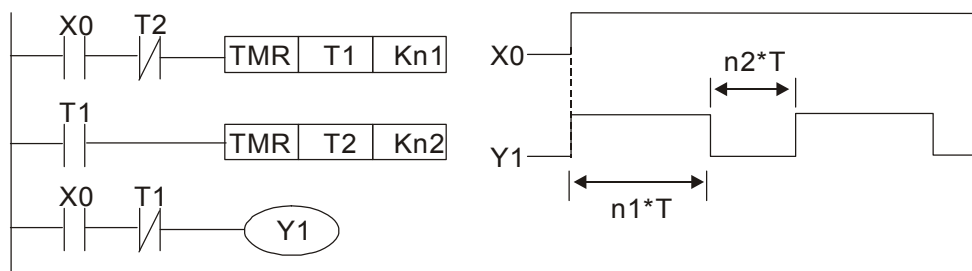 X0 T2
TMR T1 Kn1
T1
TMR T2 Kn2
X0 T1
Y1
X0
n2*T
Y1
n1*T